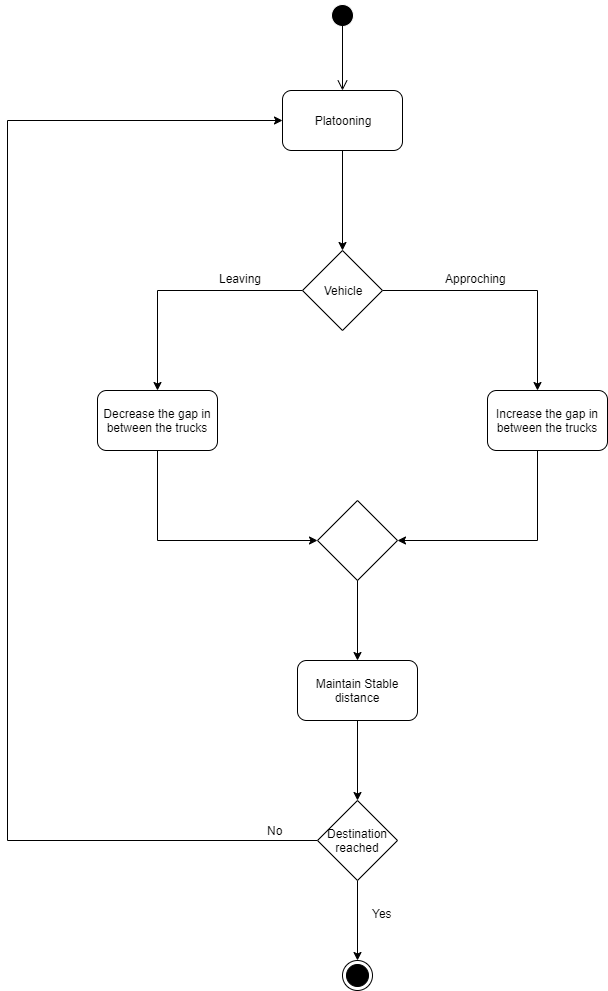 Platooning
Leaving
Approching
Vehicle
Decrease the gap in
between the trucks
Increase the gap in
between the trucks
Maintain Stable
distance
No
Destination
reached
Yes